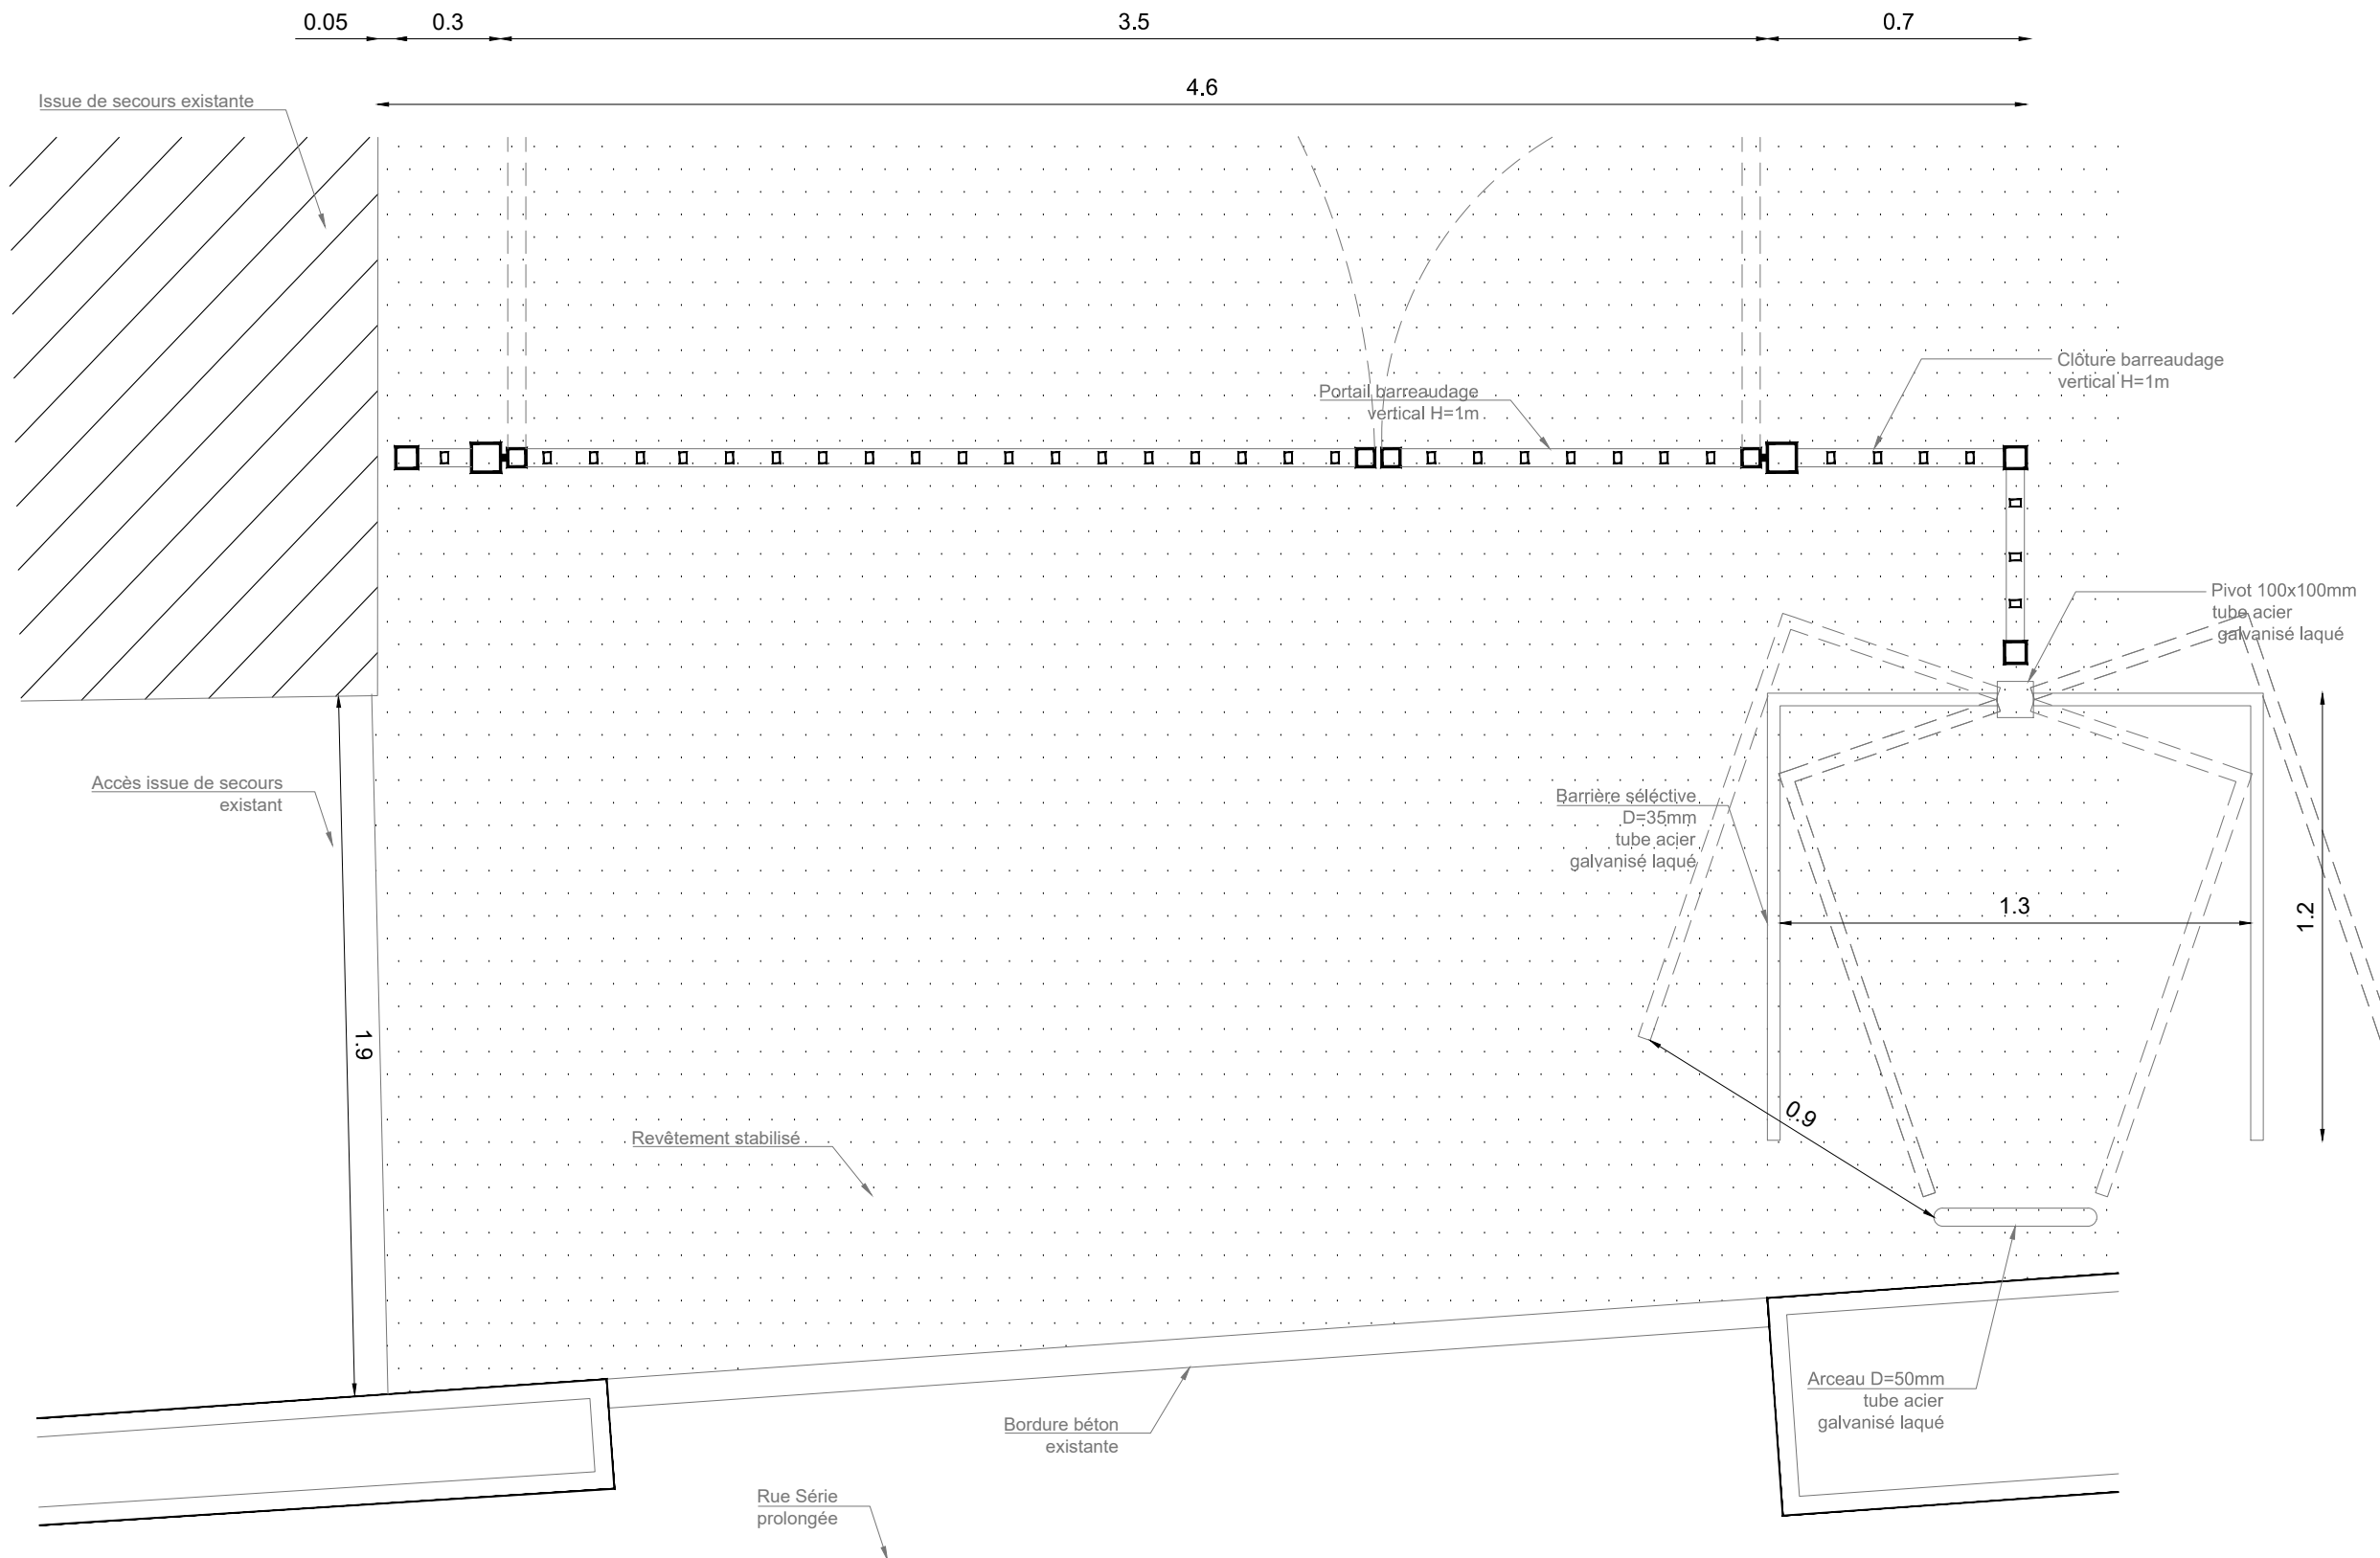 0.05
0.3
3.5
0.7
4.6
Issue de secours existante
Clôture barreaudage
vertical H=1m
Portail barreaudage
vertical H=1m
Pivot 100x100mm
tube acier
galvanisé laqué
Accès issue de secours
existant
Barrière séléctive
D=35mm
tube acier
galvanisé laqué
1.3
1.2
1.9
0.9
Revêtement stabilisé
Arceau D=50mm
tube acier
galvanisé laqué
Bordure béton
existante
Rue Série
prolongée